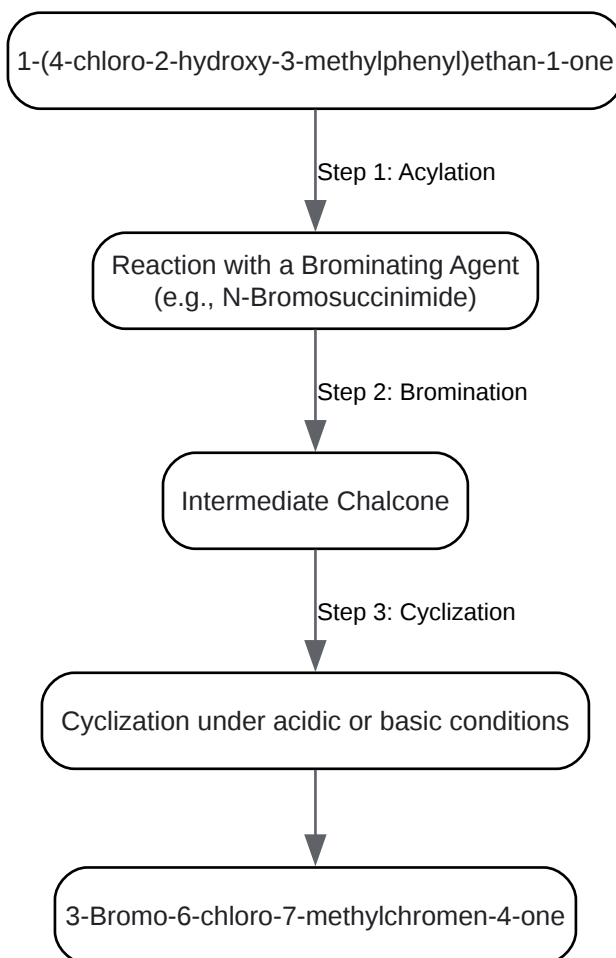 1-(4-chloro-2-hydroxy-3-methylphenyl)ethan-1-one
Step 1: Acylation
Reaction with a Brominating Agent
(e.g., N-Bromosuccinimide)
Step 2: Bromination
Intermediate Chalcone
Step 3: Cyclization
Cyclization under acidic or basic conditions
3-Bromo-6-chloro-7-methylchromen-4-one